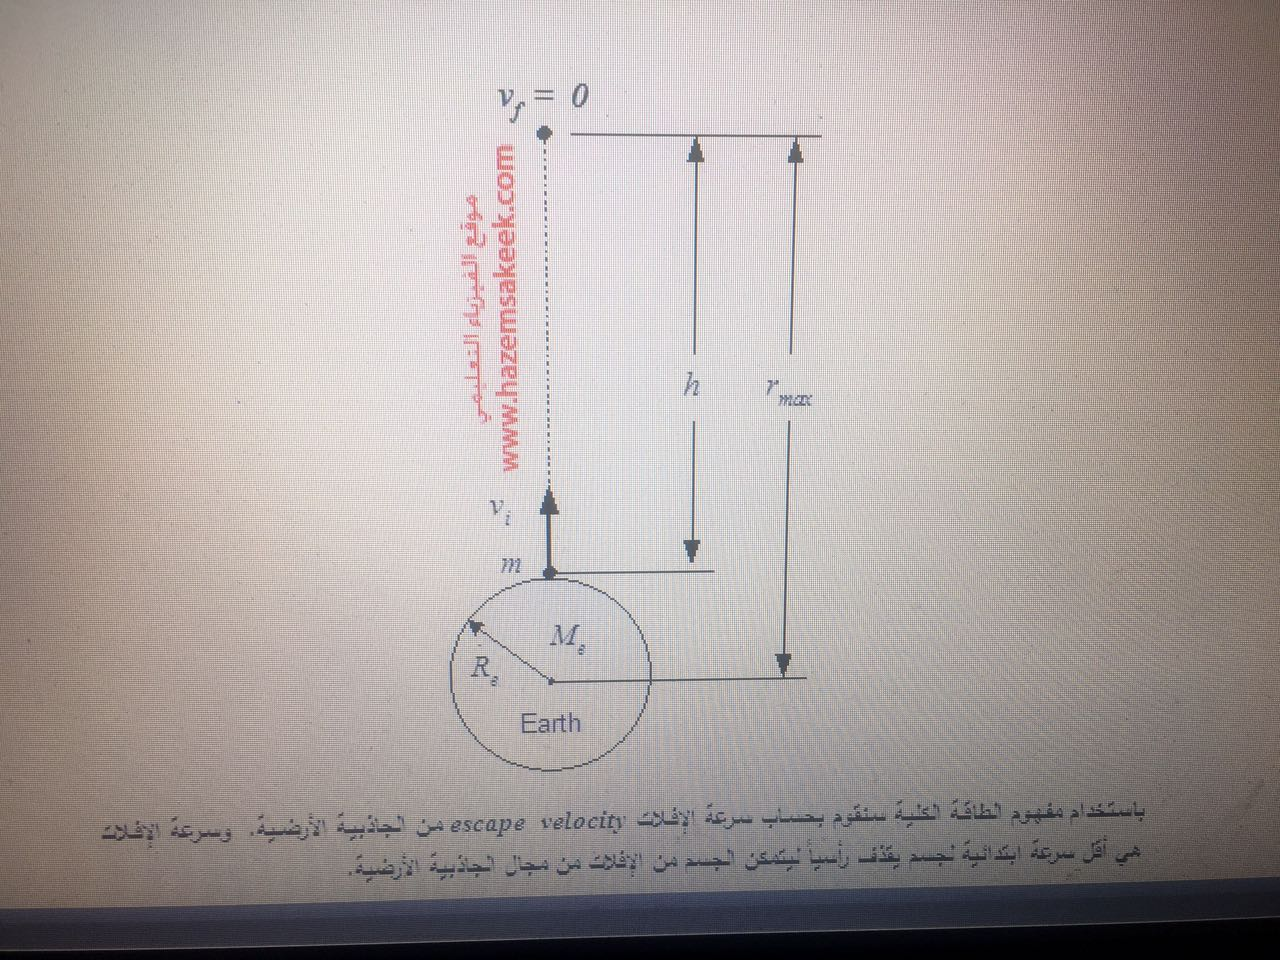 v_f = 0
موقع الفيزياء التعليمي
www.hazemsakeek.com
h
r_max
v_i
m
M_e
R_e
Earth
باستخدام مفهوم الطاقة الكلية سنقوم بحساب سرعة الإفلات escape velocity من الجاذبية الأرضية. وسرعة الإفلات
هي أقل سرعة ابتدائية لجسم يقذف رأسياً ليتمكن الجسم من الإفلات من مجال الجاذبية الأرضية.